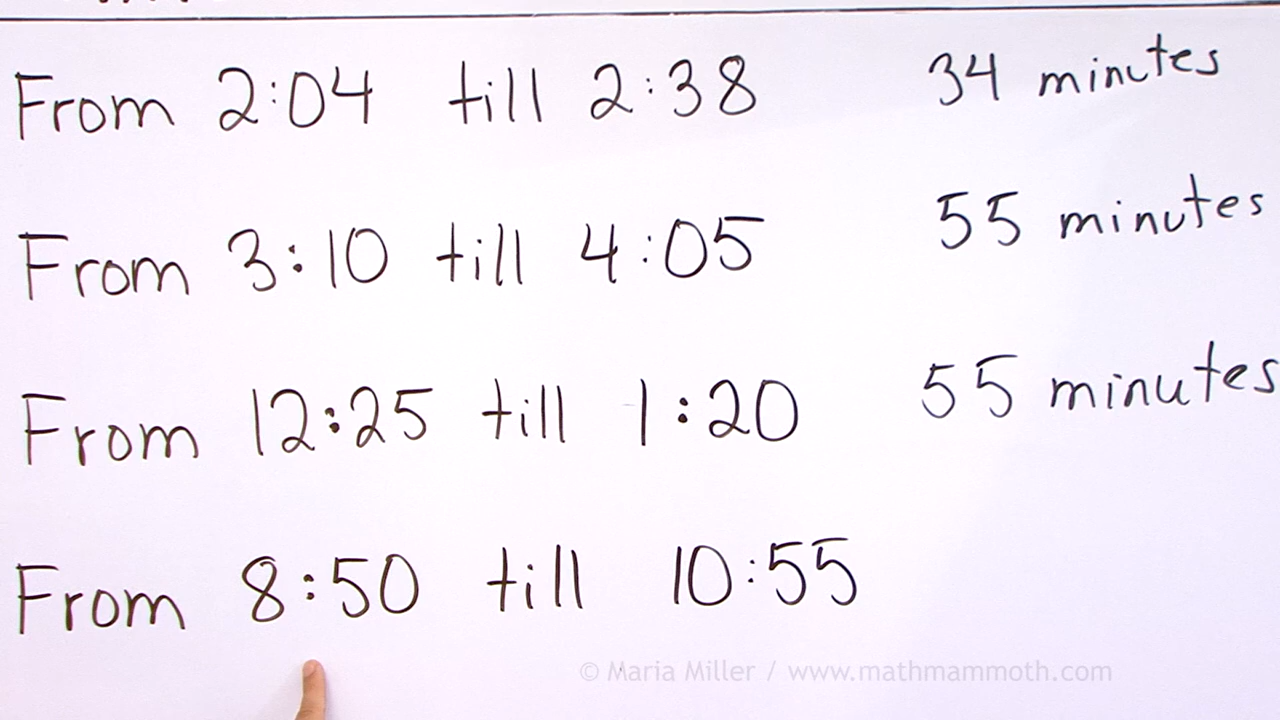 From 2:04 till 2:38 34 minutes
From 3:10 till 4:05 55 minutes
From 12:25 till 1:20 55 minutes
From 8:50 till 10:55
© Maria Miller / www.mathmammoth.com